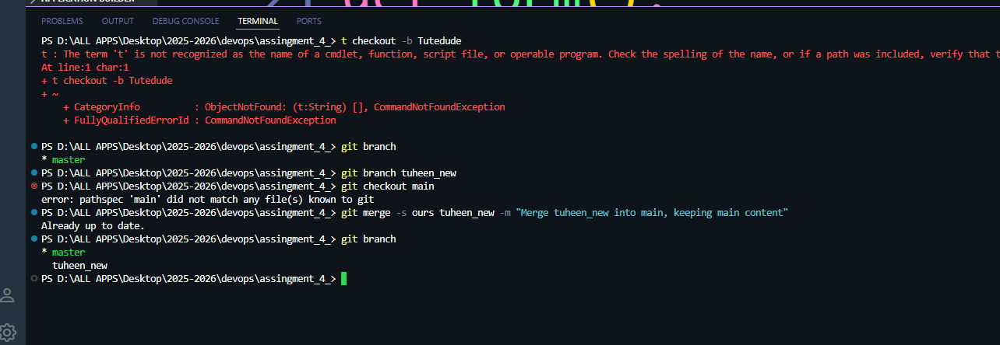 APPLICATION BUILDER
PROBLEMS OUTPUT DEBUG CONSOLE TERMINAL PORTS
PS D:\ALL APPS\Desktop\2025-2026\devops\assingment_4_> t checkout -b Tutedude
t : The term 't' is not recognized as the name of a cmdlet, function, script file, or operable program. Check the spelling of the name, or if a path was included, verify that t
At line:1 char:1
+ t checkout -b Tutedude
+ ~
+ CategoryInfo : ObjectNotFound: (t:String) [], CommandNotFoundException
+ FullyQualifiedErrorId : CommandNotFoundException
PS D:\ALL APPS\Desktop\2025-2026\devops\assingment_4_> git branch
* master
PS D:\ALL APPS\Desktop\2025-2026\devops\assingment_4_> git branch tuheen_new
PS D:\ALL APPS\Desktop\2025-2026\devops\assingment_4_> git checkout main
error: pathspec 'main' did not match any file(s) known to git
PS D:\ALL APPS\Desktop\2025-2026\devops\assingment_4_> git merge -s ours tuheen_new -m "Merge tuheen_new into main, keeping main content"
Already up to date.
PS D:\ALL APPS\Desktop\2025-2026\devops\assingment_4_> git branch
* master
tuheen_new
PS D:\ALL APPS\Desktop\2025-2026\devops\assingment_4_>